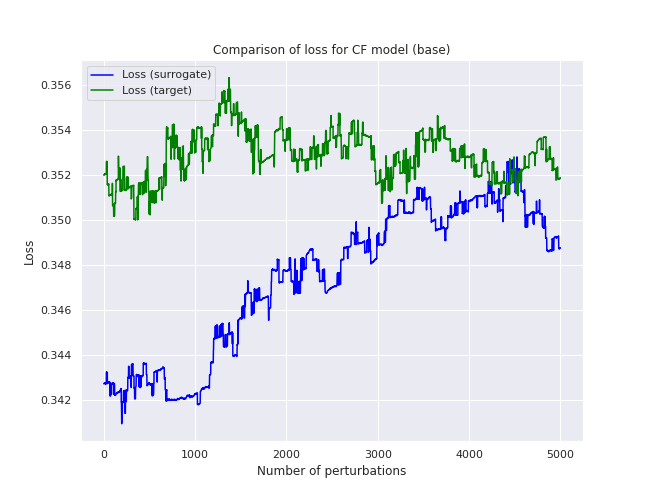 Comparison of loss for CF model (base)
Loss (surrogate)
Loss (target)
0.356
0.354
0.352
0.350
0.348
0.346
0.344
0.342
Loss
0 1000 2000 3000 4000 5000
Number of perturbations